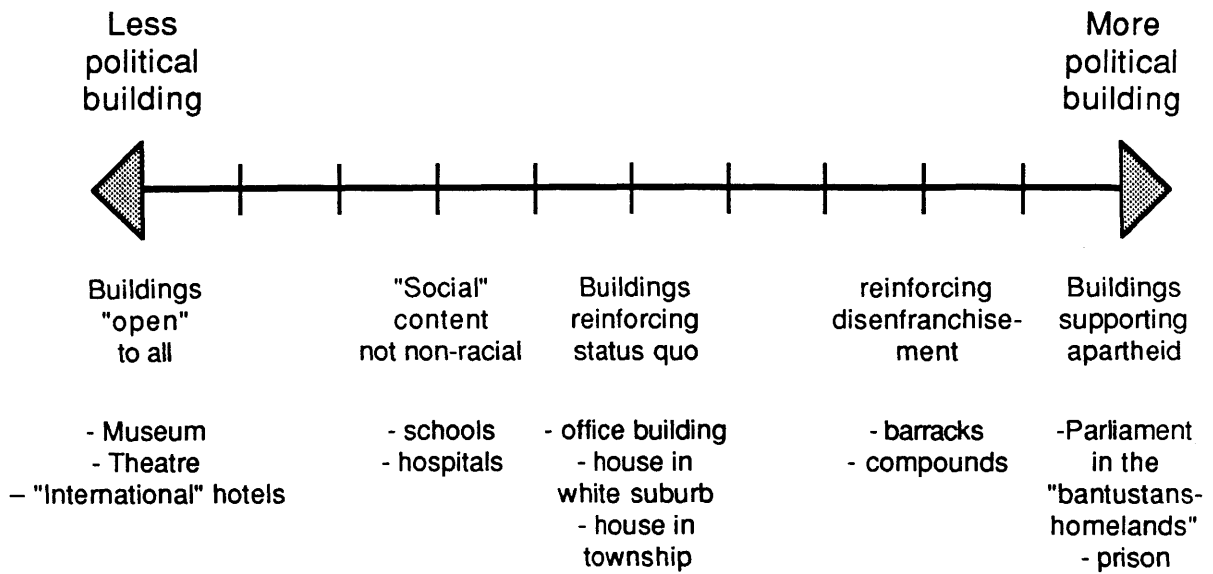 Less
political
building
More
political
building
Buildings
"open"
to all
"Social"
content
not non-racial
Buildings
reinforcing
status quo
reinforcing
disenfranchise-
ment
Buildings
supporting
apartheid
- Museum
- Theatre
– "International" hotels
- schools
- hospitals
- office building
- house in
white suburb
- house in
township
- barracks
- compounds
-Parliament
in the
"bantustans-
homelands"
- prison